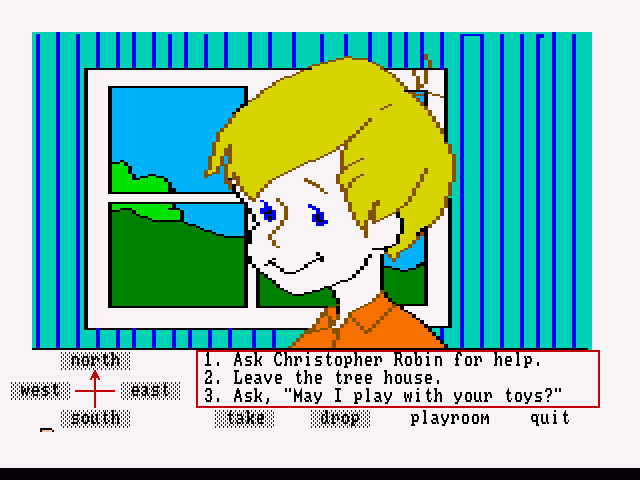 north
west east
south
1. Ask Christopher Robin for help.
2. Leave the tree house.
3. Ask, "May I play with your toys?"
take drop playroom quit